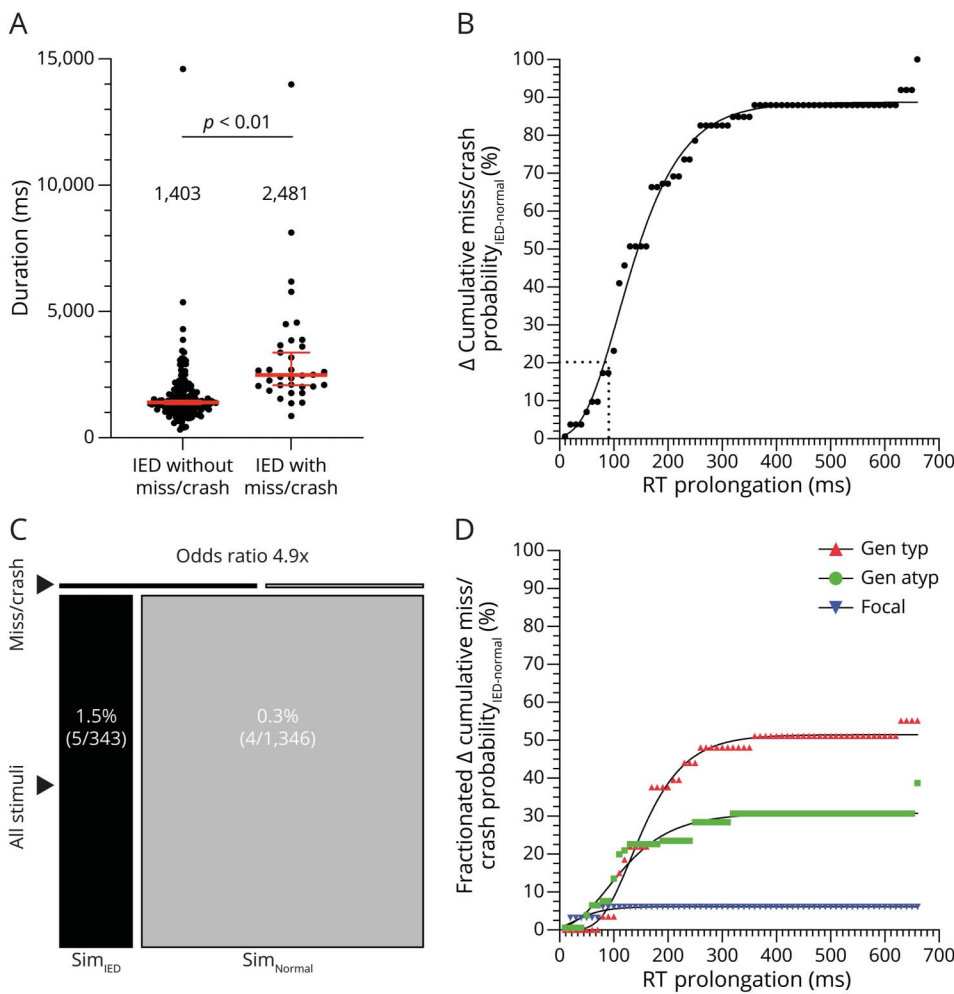 A
15,000
10,000
5,000
0
Duration (ms)
p < 0.01
1,403
2,481
IED without
miss/crash
IED with
miss/crash
B
100
90
80
70
60
50
40
30
20
10
0
Δ Cumulative miss/crash
probabilityIED-normal (%)
0
100
200
300
400
500
600
700
RT prolongation (ms)
C
Odds ratio 4.9x
Miss/crash
All stimuli
1.5%
(5/343)
0.3%
(4/1,346)
SimIED
SimNormal
D
Gen typ
Gen atyp
Focal
100
90
80
70
60
50
40
30
20
10
0
Fractionated Δ cumulative miss/
crash probabilityIED-normal (%)
0
100
200
300
400
500
600
700
RT prolongation (ms)